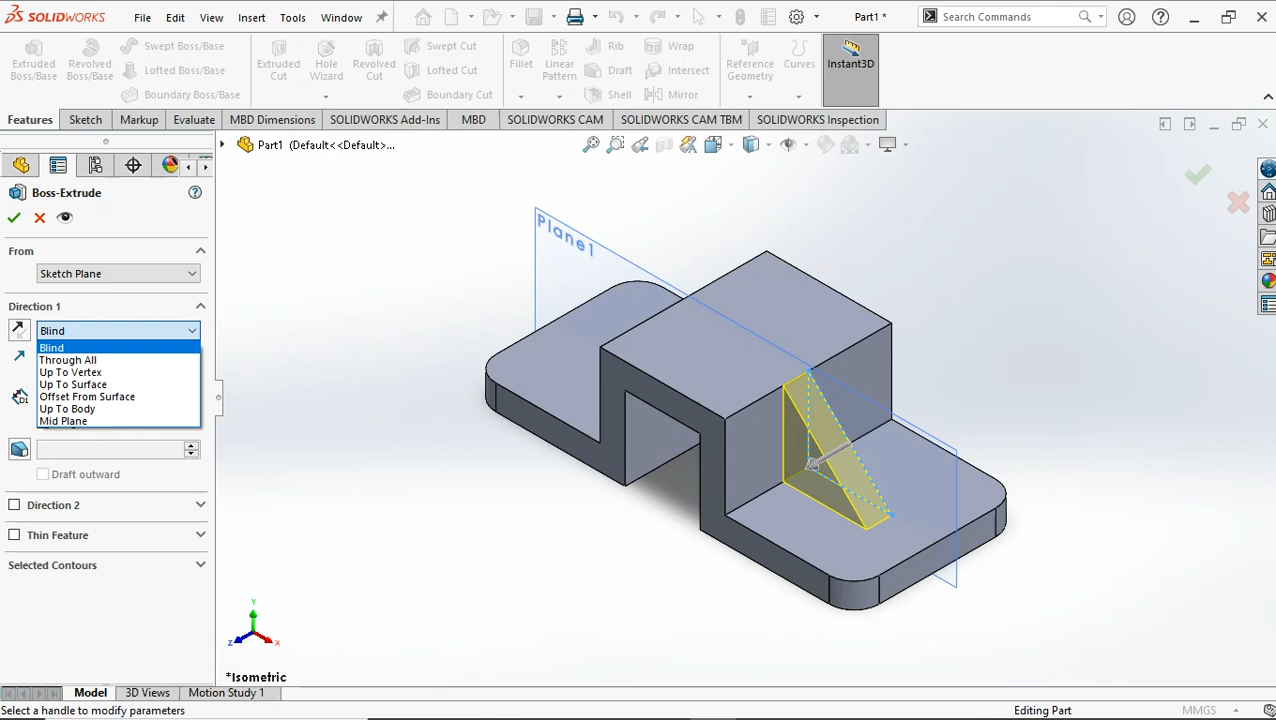 SOLIDWORKS File Edit View Insert Tools Window Part1 * Search Commands
Extruded Boss/Base
Revolved Boss/Base
Swept Boss/Base
Lofted Boss/Base
Boundary Boss/Base
Extruded Cut
Hole Wizard
Revolved Cut
Swept Cut
Lofted Cut
Boundary Cut
Fillet
Linear Pattern
Rib
Draft
Shell
Wrap
Intersect
Mirror
Reference Geometry
Curves
Instant3D
Features Sketch Markup Evaluate MBD Dimensions SOLIDWORKS Add-Ins MBD SOLIDWORKS CAM SOLIDWORKS CAM TBM SOLIDWORKS Inspection
Part1 (Default<<Default>...
Boss-Extrude
From
Sketch Plane
Direction 1
Blind
Blind
Through All
Up To Vertex
Up To Surface
Offset From Surface
Up To Body
Mid Plane
Draft outward
Direction 2
Thin Feature
Selected Contours
Plane1
Y
Z
X
*Isometric
Model 3D Views Motion Study 1
Select a handle to modify parameters Editing Part MMGS